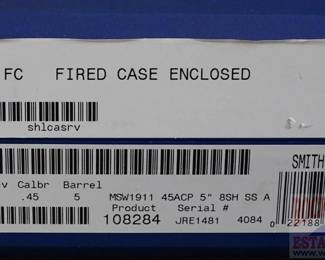 FC FIRED CASE ENCLOSED
shlcasrv
v Calbr Barrel SMITH
.45 5 MSW1911 45ACP 5" 8SH SS A
Product Serial #
108284 JRE1481 4084 0 22188